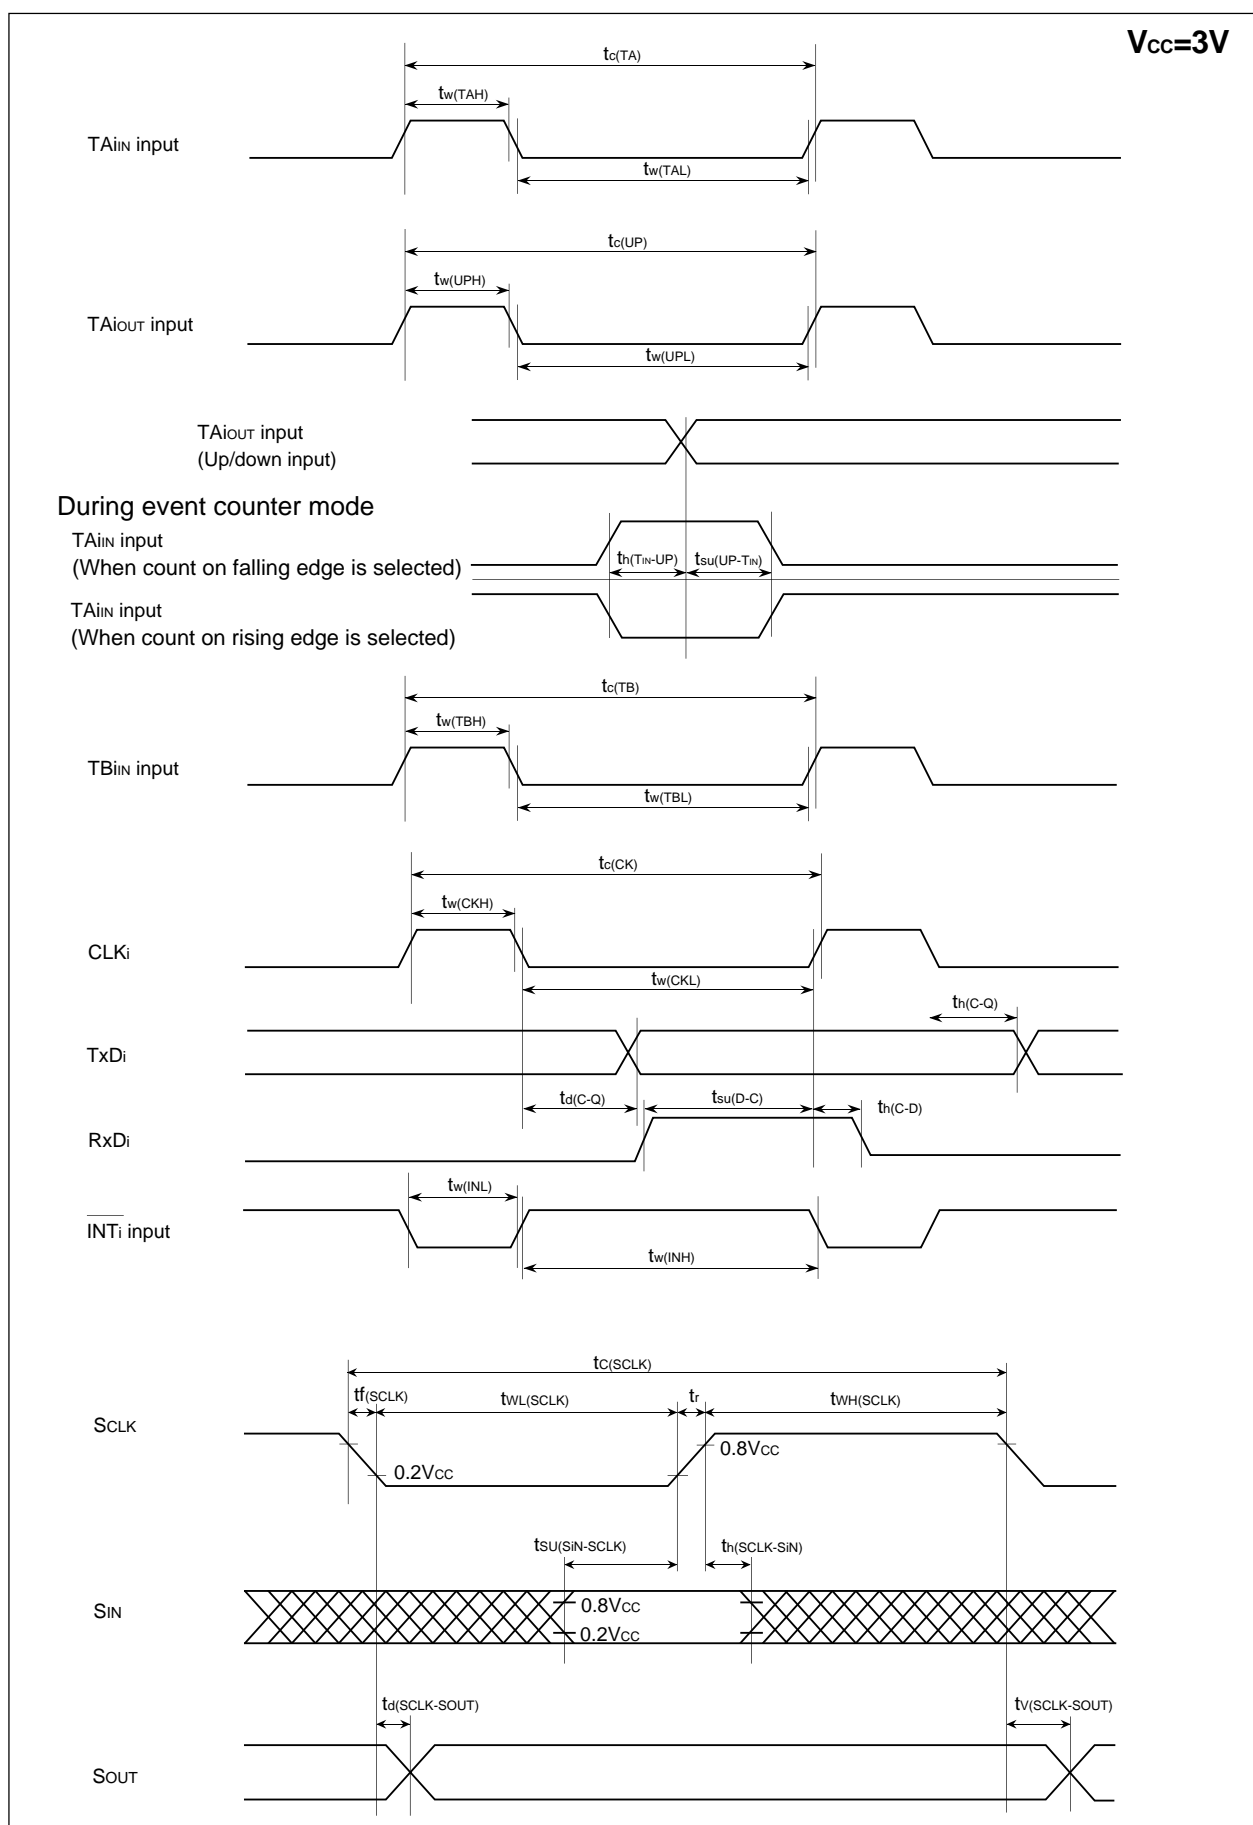 VCC=3V
tc(TA)
tw(TAH)
TAiIN input
tw(TAL)
tc(UP)
tw(UPH)
TAiOUT input
tw(UPL)
TAiOUT input
(Up/down input)
During event counter mode
TAiIN input
(When count on falling edge is selected)
th(TIN-UP)
tsu(UP-TIN)
TAiIN input
(When count on rising edge is selected)
tc(TB)
tw(TBH)
TBiIN input
tw(TBL)
tc(CK)
tw(CKH)
CLKi
tw(CKL)
th(C-Q)
TxDi
td(C-Q)
tsu(D-C)
th(C-D)
RxDi
tw(INL)
INTi input
tw(INH)
tC(SCLK)
tf(SCLK)
tWL(SCLK)
tr
tWH(SCLK)
SCLK
0.8VCC
0.2VCC
tSU(SiN-SCLK)
th(SCLK-SiN)
SIN
0.8VCC
0.2VCC
td(SCLK-SOUT)
tV(SCLK-SOUT)
SOUT